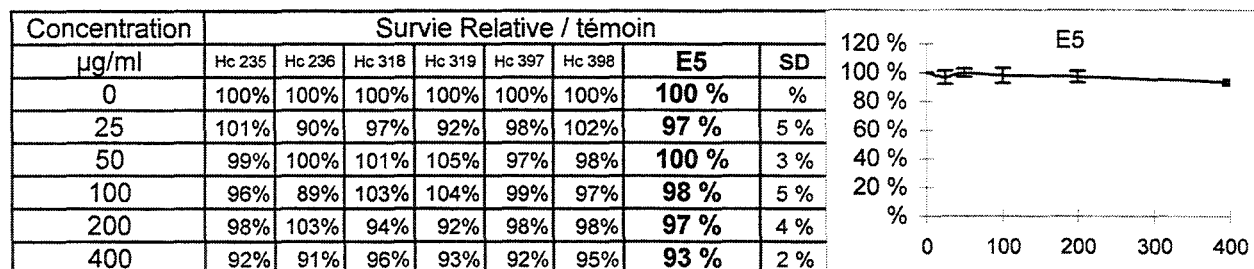 Concentration Survie Relative / témoin
µg/ml Hc 235 Hc 236 Hc 318 Hc 319 Hc 397 Hc 398 E5 SD
0 100% 100% 100% 100% 100% 100% 100 % %
25 101% 90% 97% 92% 98% 102% 97 % 5 %
50 99% 100% 101% 105% 97% 98% 100 % 3 %
100 96% 89% 103% 104% 99% 97% 98 % 5 %
200 98% 103% 94% 92% 98% 98% 97 % 4 %
400 92% 91% 96% 93% 92% 95% 93 % 2 %
E5
120 %
100 %
80 %
60 %
40 %
20 %
%
0 100 200 300 400